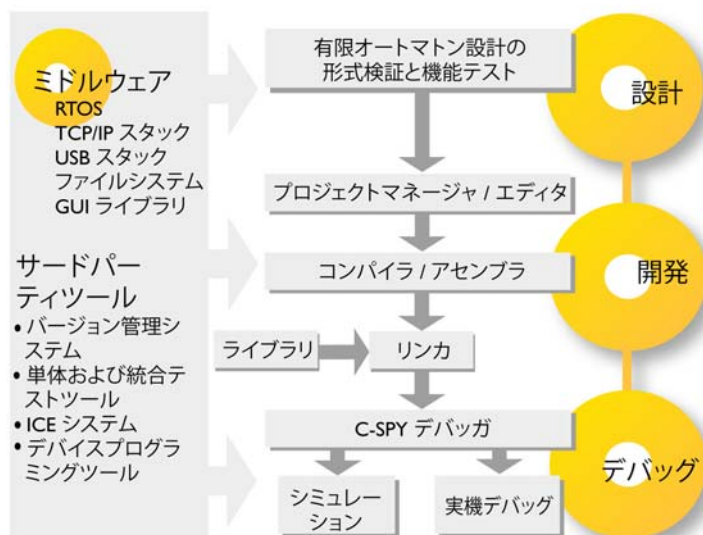 ミドルウェア
RTOS
TCP/IP スタック
USB スタック
ファイルシステム
GUI ライブラリ
サードパー
ティツール
• バージョン管理シ
ステム
• 単体および統合テ
ストツール
• ICE システム
• デバイスプログラ
ミングツール
有限オートマトン設計の
形式検証と機能テスト
プロジェクトマネージャ / エディタ
コンパイラ / アセンブラ
ライブラリ
リンカ
C-SPY デバッガ
シミュレー
ション
実機デバッグ
設計
開発
デバッグ